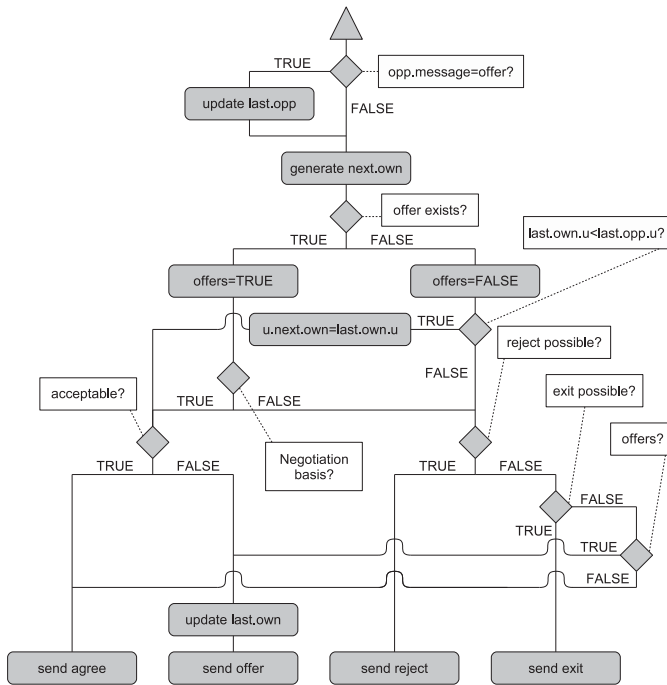 TRUE
opp.message=offer?
update last.opp
FALSE
generate next.own
offer exists?
TRUE
FALSE
last.own.u<last.opp.u?
offers=TRUE
offers=FALSE
u.next.own=last.own.u
TRUE
reject possible?
FALSE
acceptable?
exit possible?
TRUE
FALSE
offers?
TRUE
FALSE
Negotiation
basis?
TRUE
FALSE
FALSE
TRUE
TRUE
FALSE
update last.own
send agree
send offer
send reject
send exit